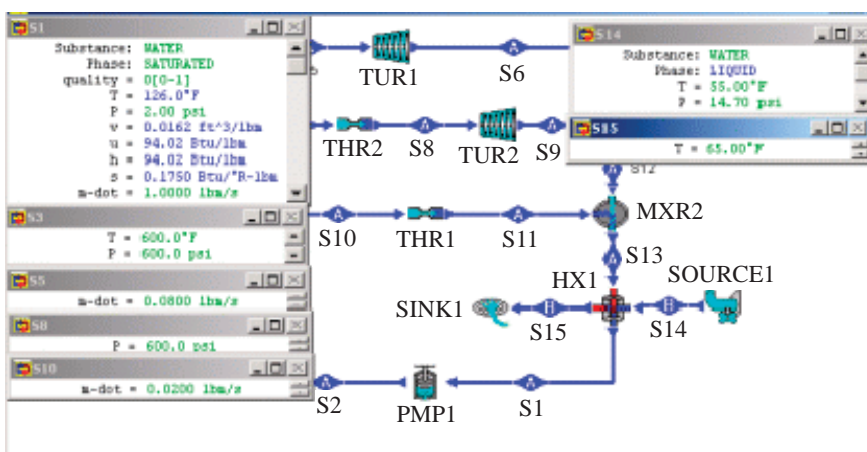 S1
Substance: WATER
Phase: SATURATED
quality = 0[0-1]
T = 126.0°F
P = 2.00 psi
v = 0.0162 ft^3/lbm
u = 94.02 Btu/lbm
h = 94.02 Btu/lbm
s = 0.1750 Btu/°R-lbm
m-dot = 1.0000 lbm/s
S3
T = 600.0°F
P = 600.0 psi
S5
m-dot = 0.0800 lbm/s
S8
P = 600.0 psi
S10
m-dot = 0.0200 lbm/s
TUR1
S6
S14
Substance: WATER
Phase: LIQUID
T = 55.00°F
P = 14.70 psi
S15
T = 65.00°F
THR2
S8
TUR2
S9
S12
S10
THR1
S11
MXR2
S13
HX1
SOURCE1
SINK1
S15
S14
S2
PMP1
S1
A
A
A
A
A
A
A
A
H
H
A
A